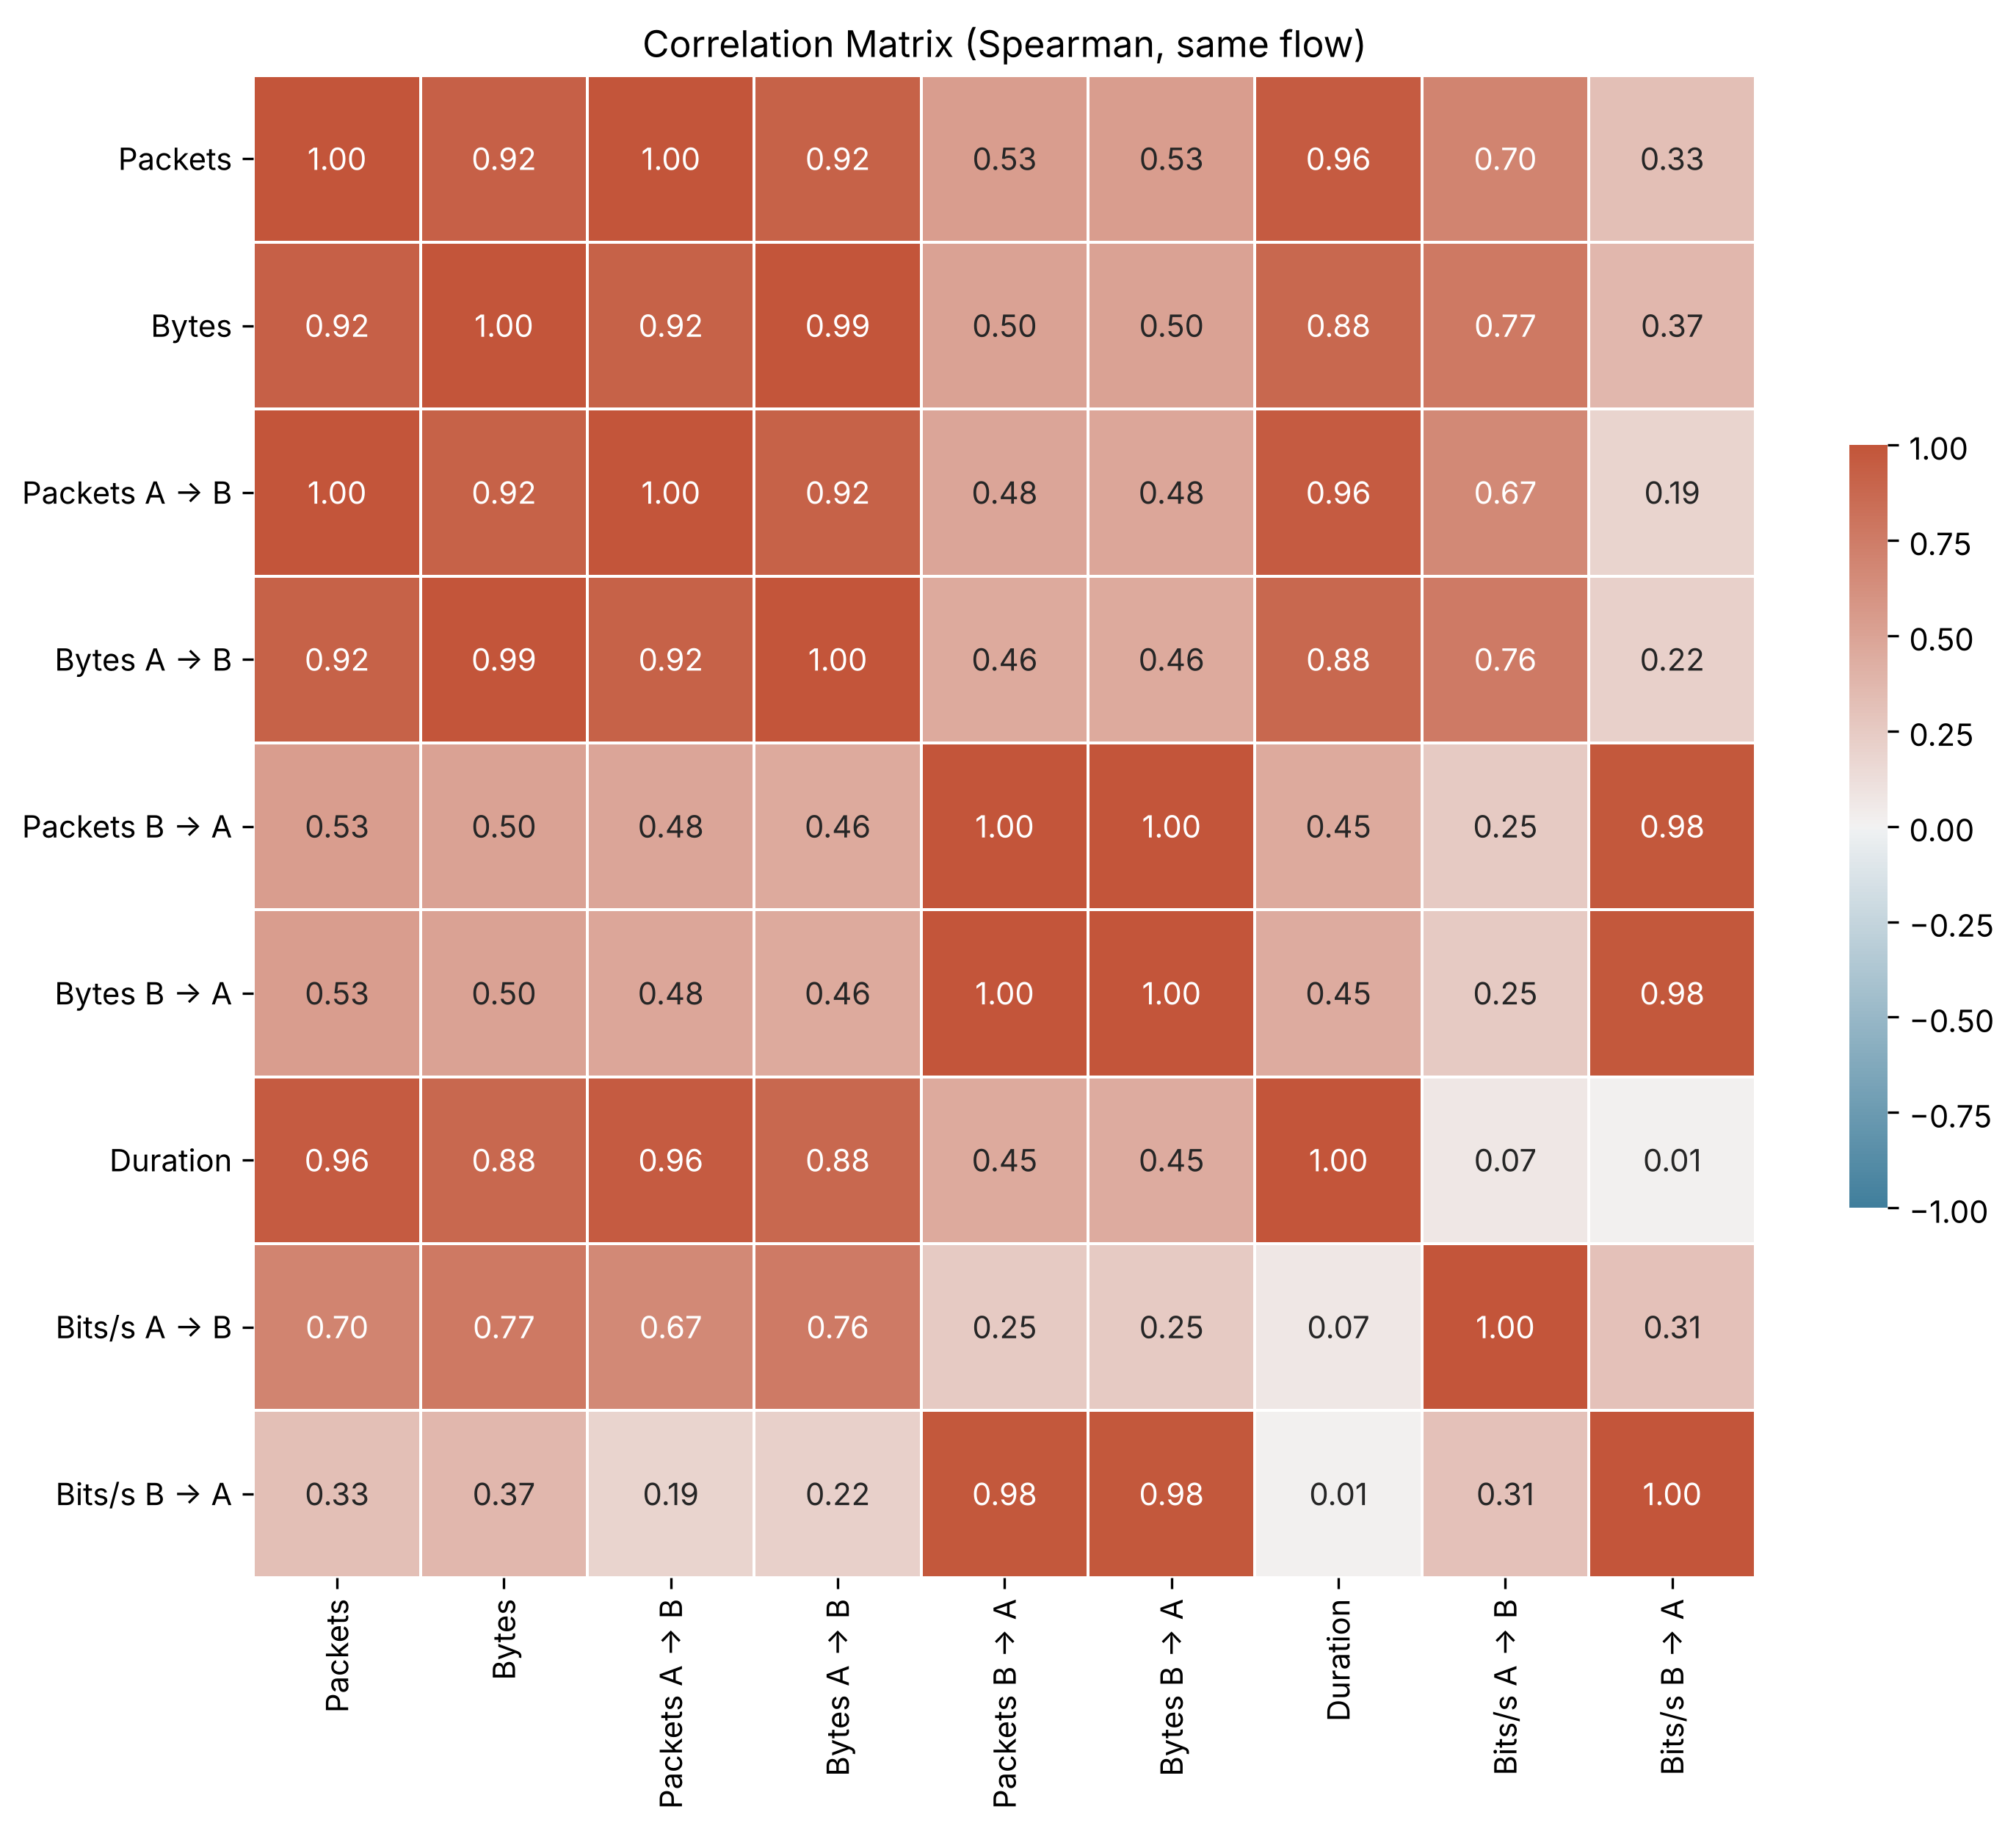 Correlation Matrix (Spearman, same flow)
Packets 1.00 0.92 1.00 0.92 0.53 0.53 0.96 0.70 0.33
Bytes 0.92 1.00 0.92 0.99 0.50 0.50 0.88 0.77 0.37
Packets A → B 1.00 0.92 1.00 0.92 0.48 0.48 0.96 0.67 0.19
Bytes A → B 0.92 0.99 0.92 1.00 0.46 0.46 0.88 0.76 0.22
Packets B → A 0.53 0.50 0.48 0.46 1.00 1.00 0.45 0.25 0.98
Bytes B → A 0.53 0.50 0.48 0.46 1.00 1.00 0.45 0.25 0.98
Duration 0.96 0.88 0.96 0.88 0.45 0.45 1.00 0.07 0.01
Bits/s A → B 0.70 0.77 0.67 0.76 0.25 0.25 0.07 1.00 0.31
Bits/s B → A 0.33 0.37 0.19 0.22 0.98 0.98 0.01 0.31 1.00
Packets
Bytes
Packets A → B
Bytes A → B
Packets B → A
Bytes B → A
Duration
Bits/s A → B
Bits/s B → A
1.00
0.75
0.50
0.25
0.00
−0.25
−0.50
−0.75
−1.00